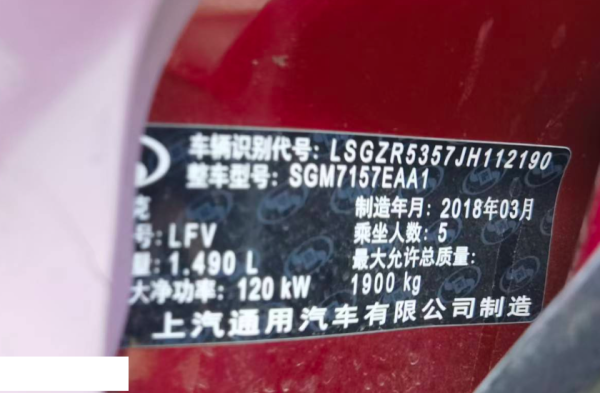 车辆识别代号: LSGZR5357JH112190
整车型号: SGM7157EAA1
克
制造年月: 2018年03月
号: LFV
乘坐人数: 5
量: 1.490 L
最大允许总质量:
大净功率: 120 kW
1900 kg
上汽通用汽车有限公司制造